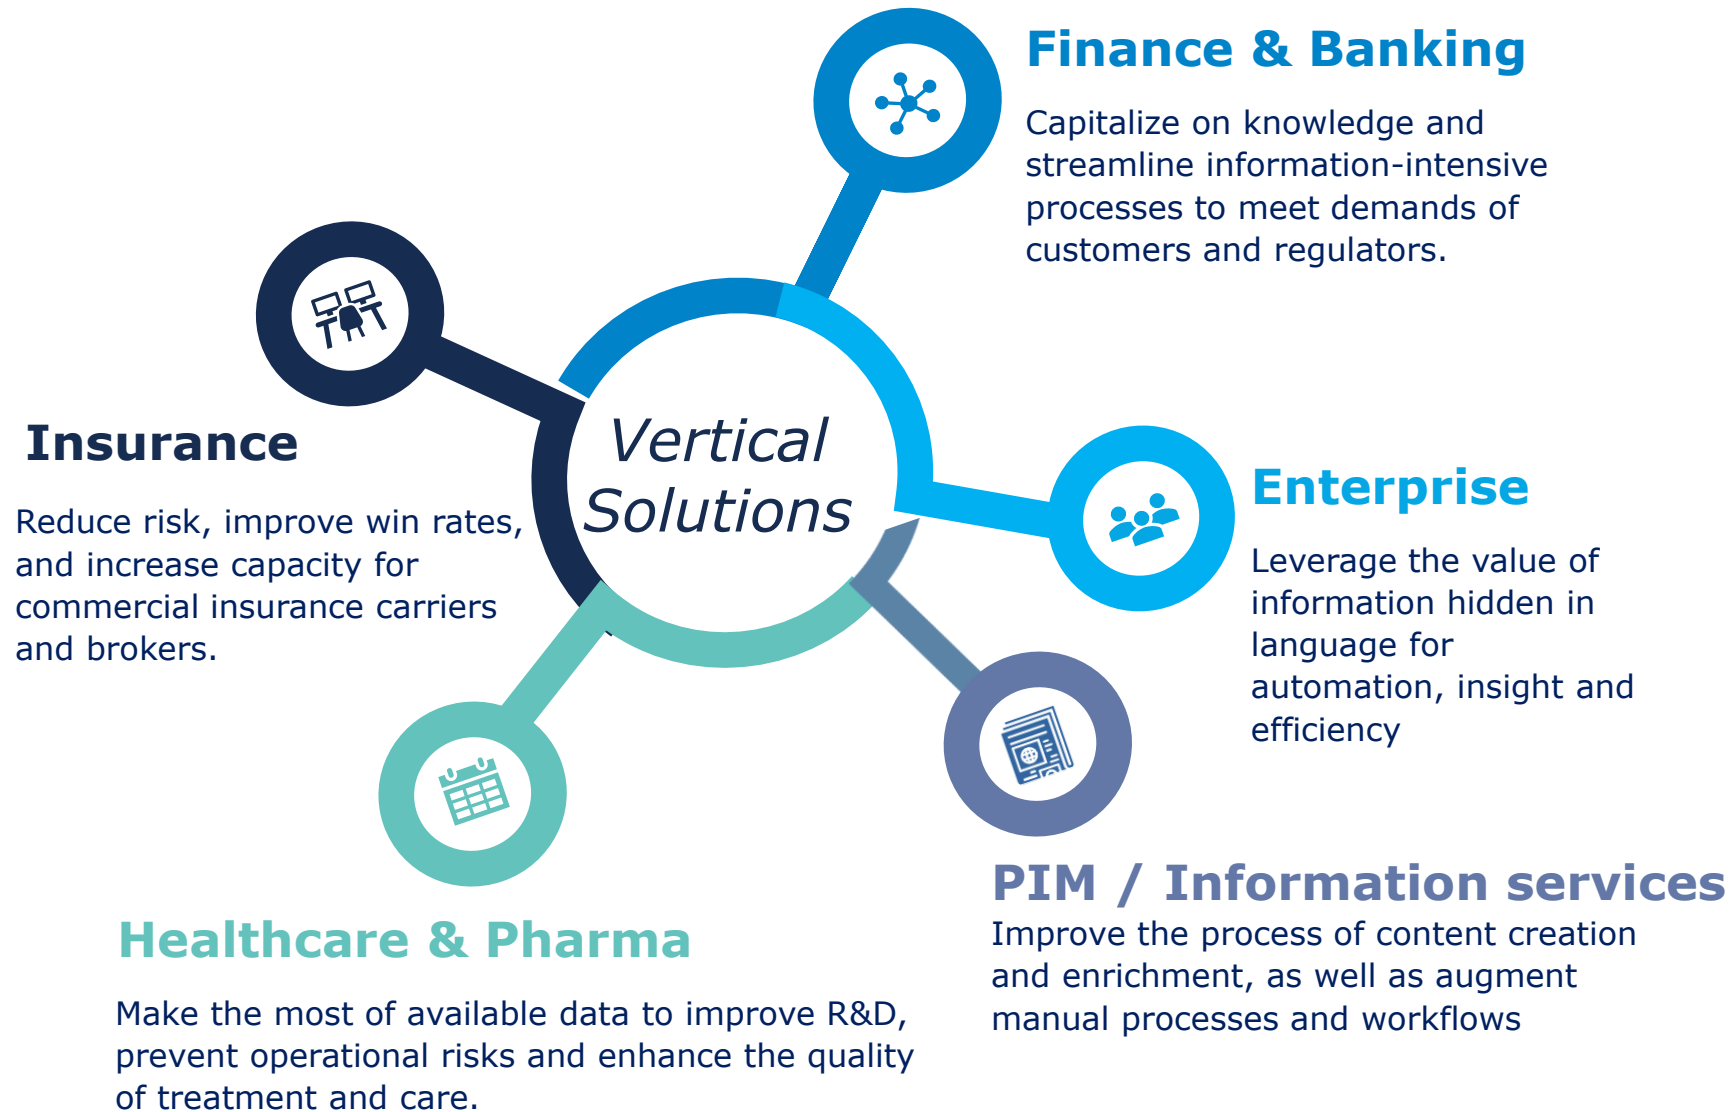 Finance & Banking
Capitalize on knowledge and
streamline information-intensive
processes to meet demands of
customers and regulators.
Vertical
Solutions
Insurance
Reduce risk, improve win rates,
and increase capacity for
commercial insurance carriers
and brokers.
Enterprise
Leverage the value of
information hidden in
language for
automation, insight and
efficiency
PIM / Information services
Improve the process of content creation
and enrichment, as well as augment
manual processes and workflows
Healthcare & Pharma
Make the most of available data to improve R&D,
prevent operational risks and enhance the quality
of treatment and care.